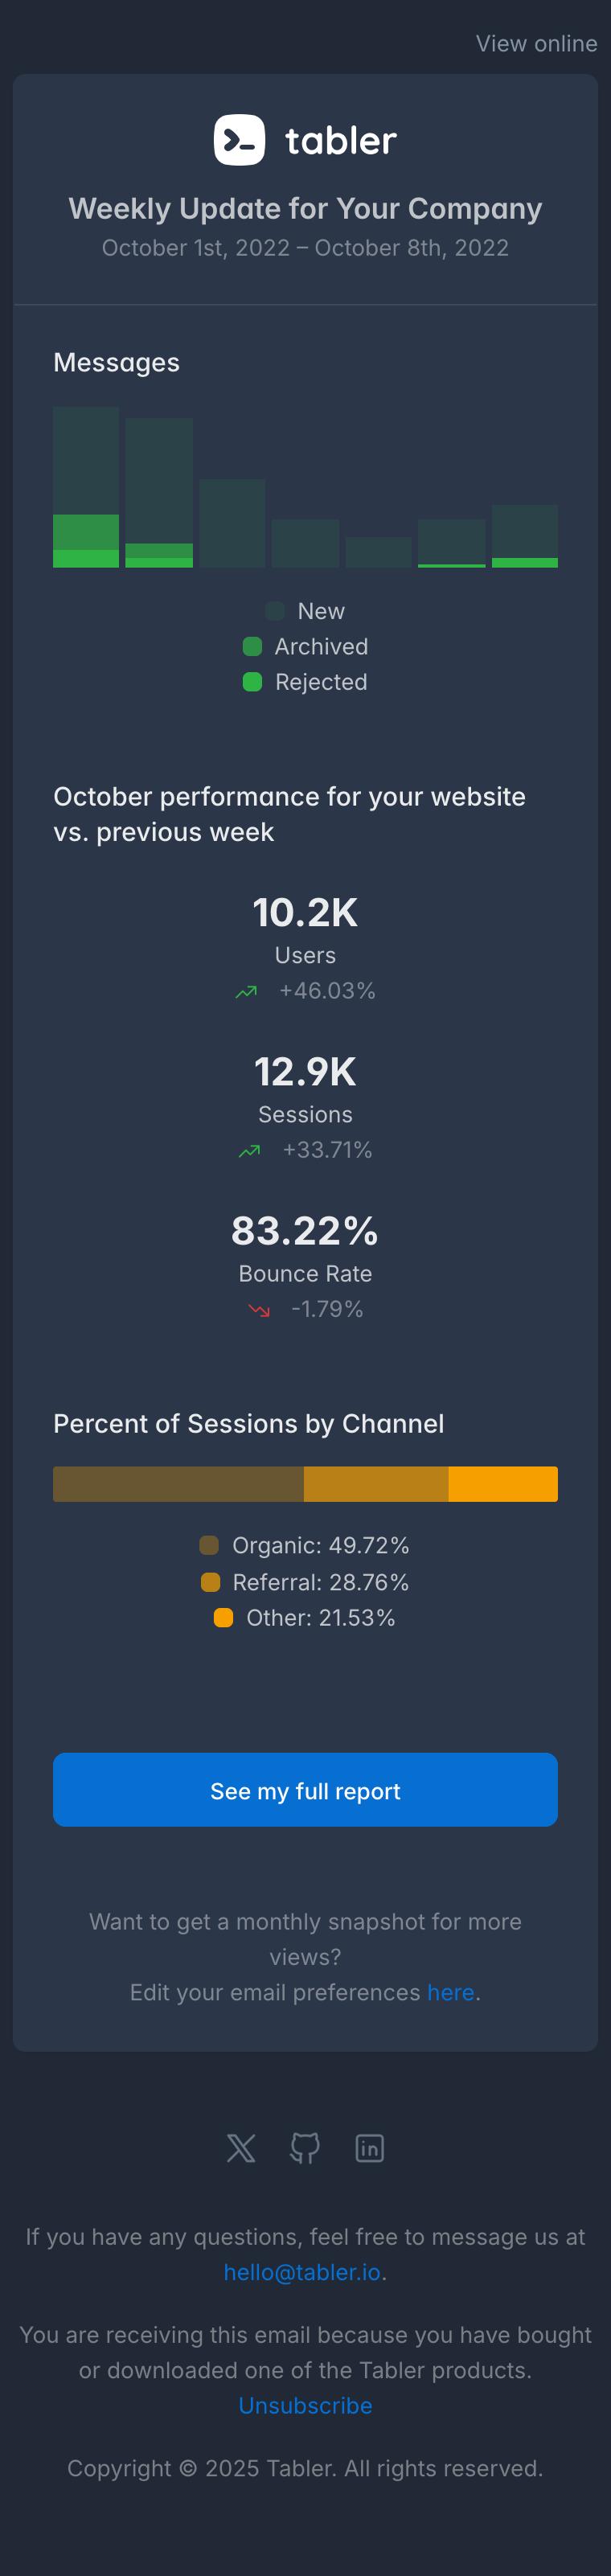 View online
tabler
Weekly Update for Your Company
October 1st, 2022 – October 8th, 2022
Messages
New
Archived
Rejected
October performance for your website
vs. previous week
10.2K
Users
+46.03%
12.9K
Sessions
+33.71%
83.22%
Bounce Rate
-1.79%
Percent of Sessions by Channel
Organic: 49.72%
Referral: 28.76%
Other: 21.53%
See my full report
Want to get a monthly snapshot for more
views?
Edit your email preferences here.
If you have any questions, feel free to message us at
hello@tabler.io.
You are receiving this email because you have bought
or downloaded one of the Tabler products.
Unsubscribe
Copyright © 2025 Tabler. All rights reserved.